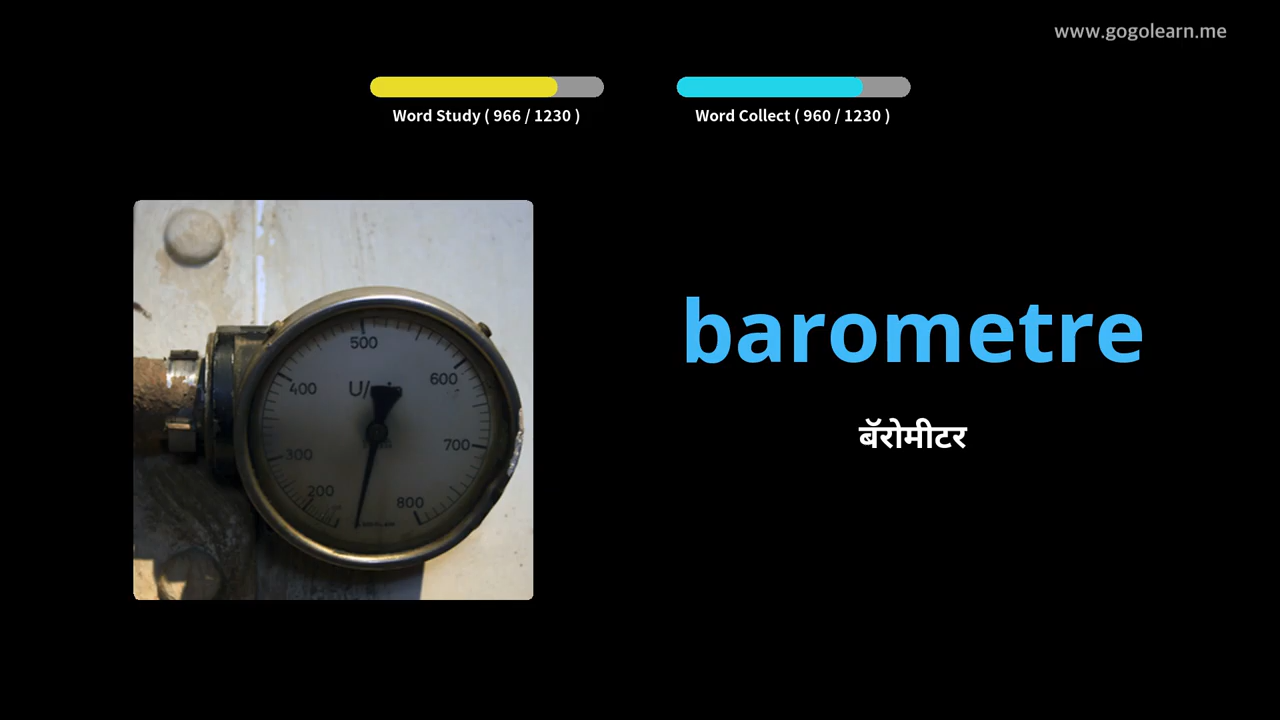 www.gogolearn.me
Word Study ( 966 / 1230 )
Word Collect ( 960 / 1230 )
500
400
600
300
700
200
800
barometre
बॅरोमीटर